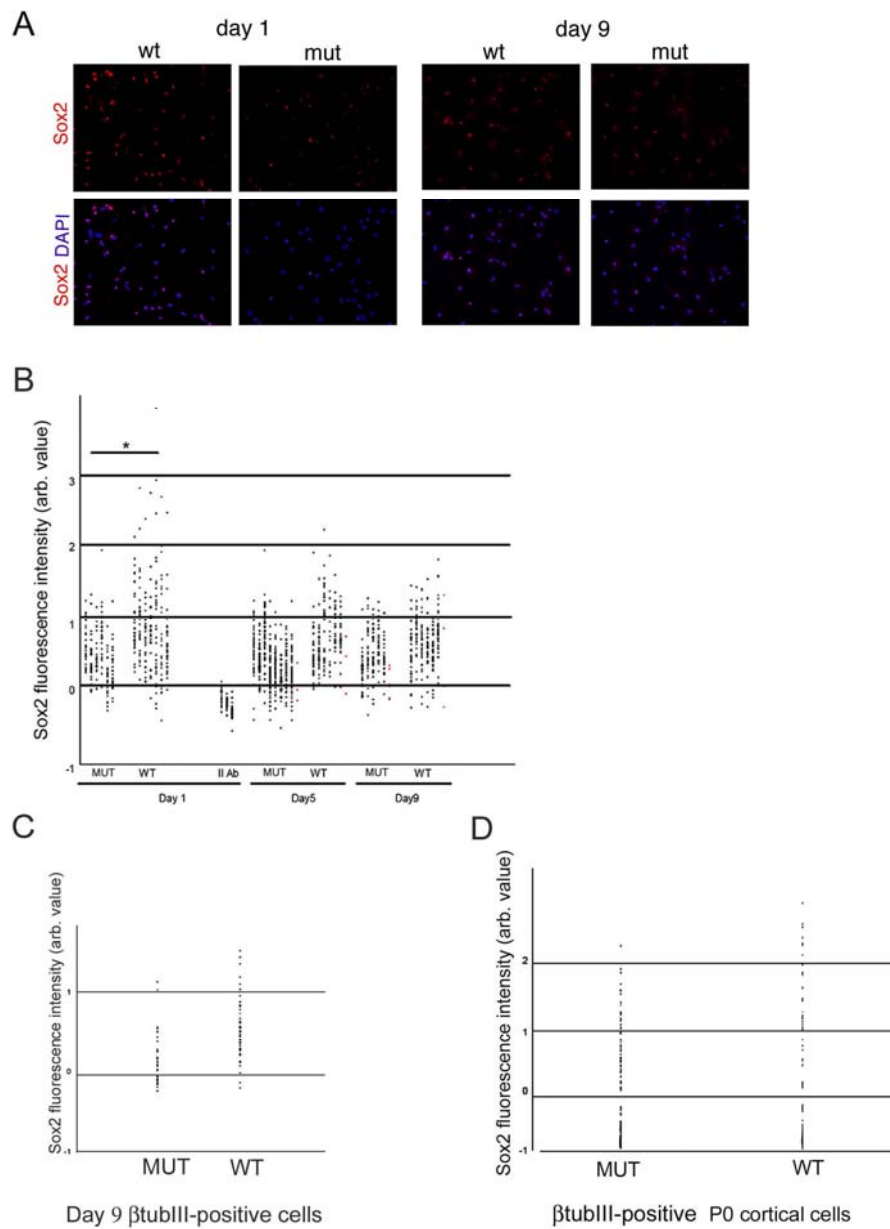 A
day 1
day 9
wt
mut
wt
mut
Sox2
Sox2 DAPI
B
Sox2 fluorescence intensity (arb. value)
*
3
2
1
0
-1
MUT
WT
II Ab
MUT
WT
MUT
WT
Day 1
Day5
Day9
C
Sox2 fluorescence intensity (arb. value)
1
0
-1
MUT
WT
Day 9 βtubIII-positive cells
D
Sox2 fluorescence intensity (arb. value)
2
1
0
-1
MUT
WT
βtubIII-positive P0 cortical cells